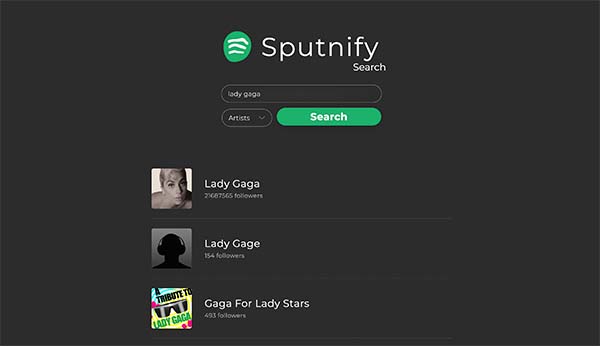 Sputnify
Search
lady gaga
Artists
Search
Lady Gaga
21687565 followers
Lady Gage
154 followers
A TRIBUTE TO
LADY GAGA
Gaga For Lady Stars
493 followers